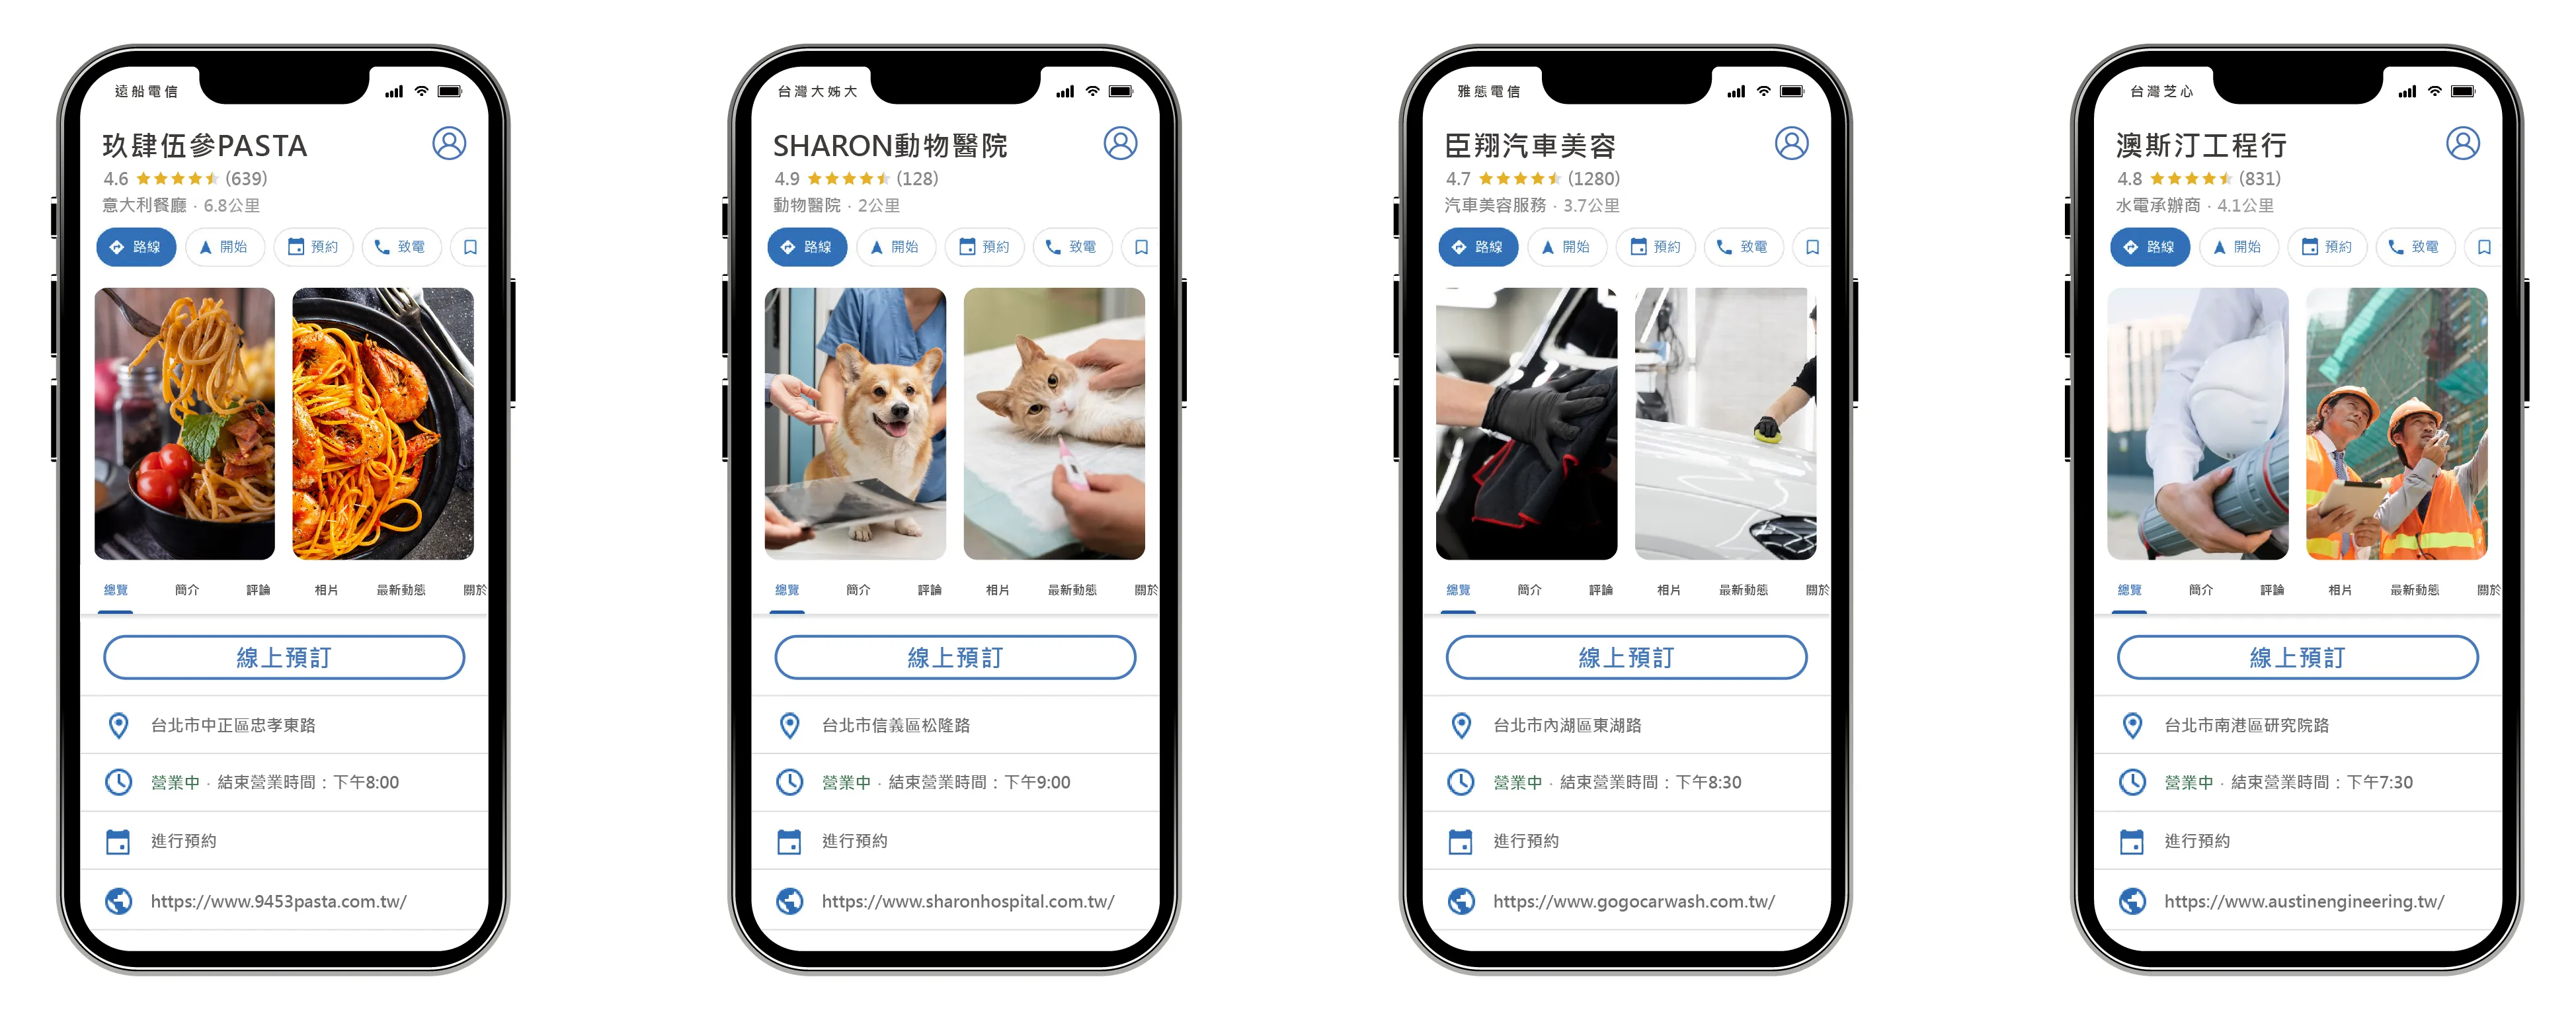 遠船電信
玖肆伍參PASTA
4.6 (639)
意大利餐廳 · 6.8公里
路線 開始 預約 致電
總覽 簡介 評論 相片 最新動態 關於
線上預訂
台北市中正區忠孝東路
營業中 · 結束營業時間：下午8:00
進行預約
https://www.9453pasta.com.tw/
台灣大姊大
SHARON動物醫院
4.9 (128)
動物醫院 · 2公里
路線 開始 預約 致電
總覽 簡介 評論 相片 最新動態 關於
線上預訂
台北市信義區松隆路
營業中 · 結束營業時間：下午9:00
進行預約
https://www.sharonhospital.com.tw/
雅態電信
臣翔汽車美容
4.7 (1280)
汽車美容服務 · 3.7公里
路線 開始 預約 致電
總覽 簡介 評論 相片 最新動態 關於
線上預訂
台北市內湖區東湖路
營業中 · 結束營業時間：下午8:30
進行預約
https://www.gogocarwash.com.tw/
台灣芝心
澳斯汀工程行
4.8 (831)
水電承辦商 · 4.1公里
路線 開始 預約 致電
總覽 簡介 評論 相片 最新動態 關於
線上預訂
台北市南港區研究院路
營業中 · 結束營業時間：下午7:30
進行預約
https://www.austinengineering.tw/